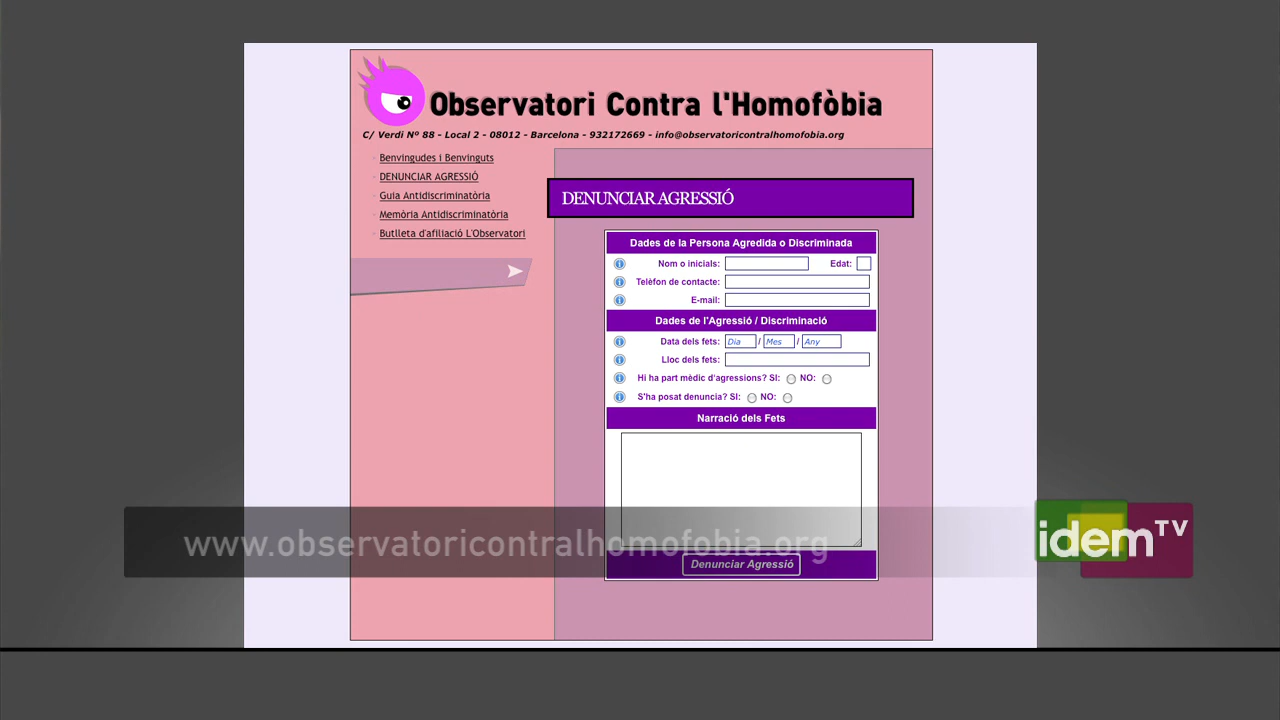 Observatori Contra l'Homofòbia
C/ Verdi Nº 88 - Local 2 - 08012 - Barcelona - 932172669 - info@observatoricontralhomofobia.org
Benvingudes i Benvinguts
DENUNCIAR AGRESSIÓ
Guia Antidiscriminatòria
Memòria Antidiscriminatòria
Butlleta d'afiliació L'Observatori
DENUNCIAR AGRESSIÓ
Dades de la Persona Agredida o Discriminada
Nom o inicials: Edat:
Telèfon de contacte:
E-mail:
Dades de l'Agressió / Discriminació
Data dels fets: Dia / Mes / Any
Lloc dels fets:
Hi ha part mèdic d'agressions? SI: NO:
S'ha posat denuncia? SI: NO:
Narració dels Fets
www.observatoricontralhomofobia.org
idem TV
Denunciar Agressió